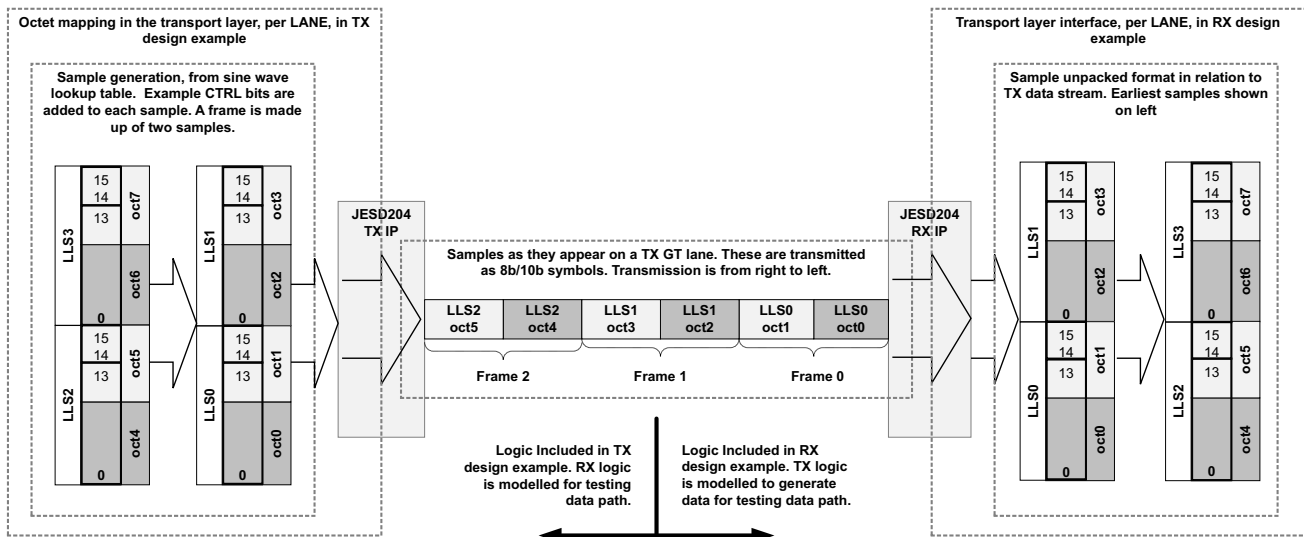 Octet mapping in the transport layer, per LANE, in TX
design example
Sample generation, from sine wave
lookup table.  Example CTRL bits are
added to each sample. A frame is made
up of two samples.
LLS3
15
14
13
oct7
oct6
0
LLS2
15
14
13
oct5
oct4
0
LLS1
15
14
13
oct3
oct2
0
LLS0
15
14
13
oct1
oct0
0
JESD204
TX IP
Samples as they appear on a TX GT lane. These are transmitted
as 8b/10b symbols. Transmission is from right to left.
LLS2 LLS2 LLS1 LLS1 LLS0 LLS0
oct5 oct4 oct3 oct2 oct1 oct0
Frame 2 Frame 1 Frame 0
Logic Included in TX
design example. RX logic
is modelled for testing
data path.
Logic Included in RX
design example. TX logic
is modelled to generate
data for testing data path.
JESD204
RX IP
Transport layer interface, per LANE, in RX design
example
Sample unpacked format in relation to
TX data stream. Earliest samples shown
on left
LLS1
15
14
13
oct3
oct2
0
LLS0
15
14
13
oct1
oct0
0
LLS3
15
14
13
oct7
oct6
0
LLS2
15
14
13
oct5
oct4
0